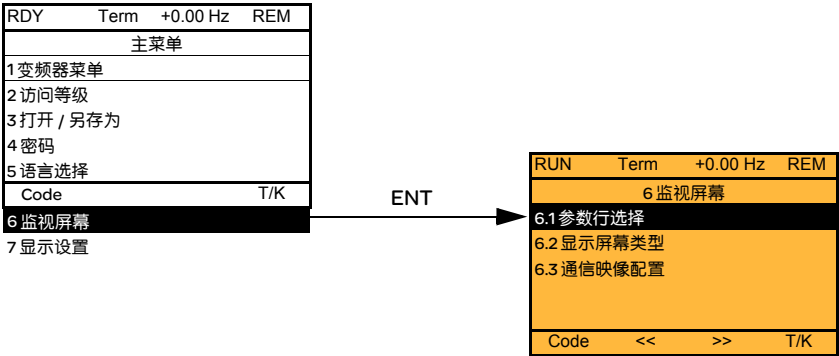 RDY Term +0.00 Hz REM
主菜单
1 变频器菜单
2 访问等级
3 打开 / 另存为
4 密码
5 语言选择
Code T/K
6 监视屏幕
7 显示设置
ENT
RUN Term +0.00 Hz REM
6 监视屏幕
6.1 参数行选择
6.2 显示屏幕类型
6.3 通信映像配置
Code << >> T/K